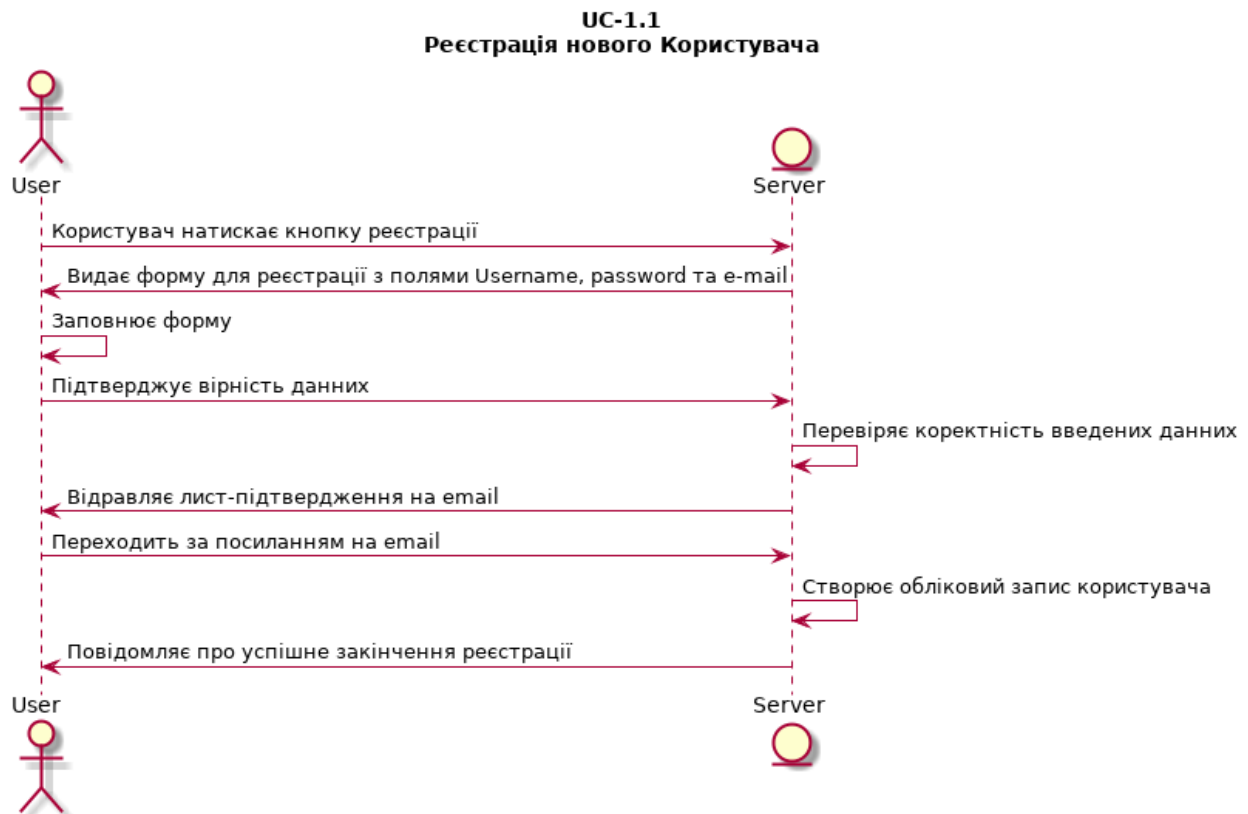 UC-1.1
Реєстрація нового Користувача
User
Server
Користувач натискає кнопку реєстрації
Видає форму для реєстрації з полями Username, password та e-mail
Заповнює форму
Підтверджує вірність данних
Перевіряє коректність введених данних
Відравляє лист-підтвердження на email
Переходить за посиланням на email
Створює обліковий запис користувача
Повідомляє про успішне закінчення реєстрації
User
Server